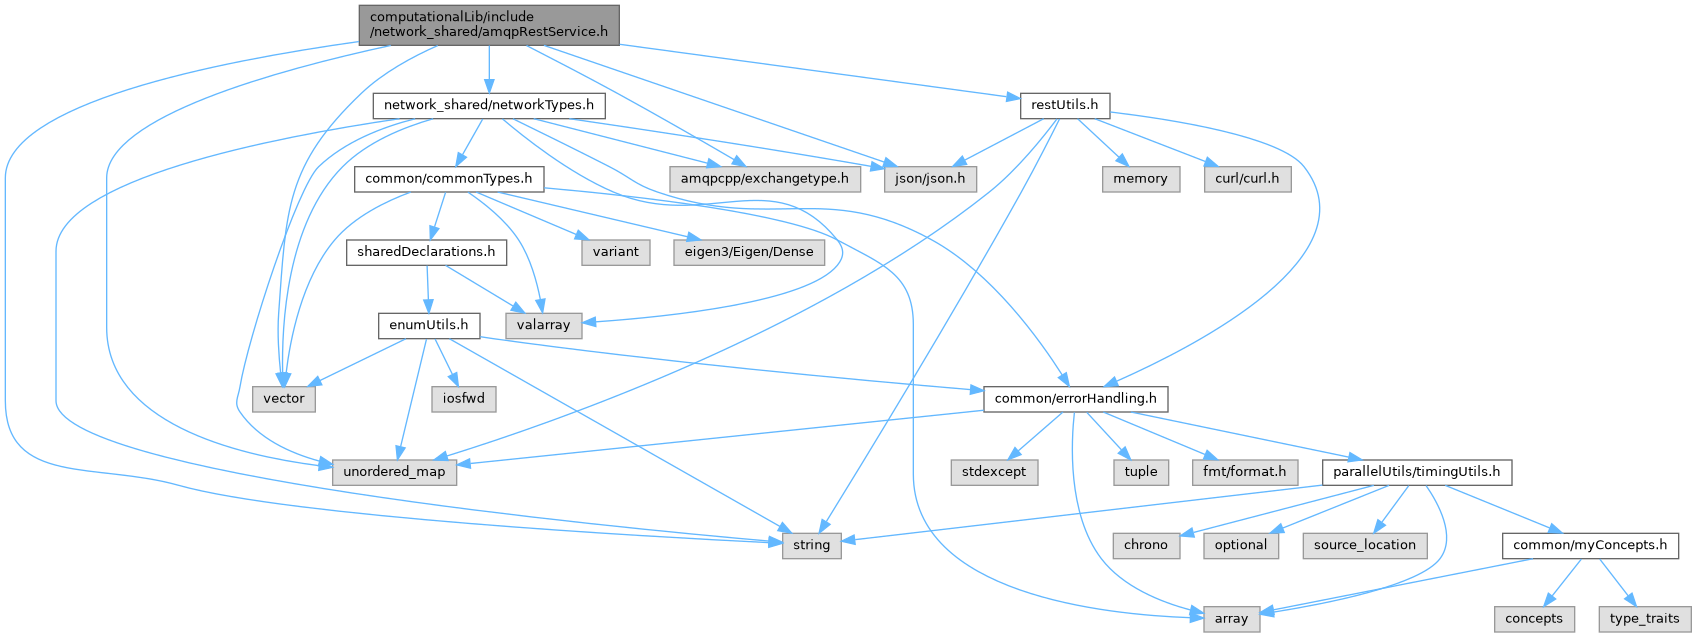 computationalLib/include
/network_shared/amqpRestService.h
network_shared/networkTypes.h
restUtils.h
common/commonTypes.h
amqpcpp/exchangetype.h
json/json.h
memory
curl/curl.h
sharedDeclarations.h
variant
eigen3/Eigen/Dense
enumUtils.h
valarray
vector
iosfwd
common/errorHandling.h
unordered_map
stdexcept
tuple
fmt/format.h
parallelUtils/timingUtils.h
string
chrono
optional
source_location
common/myConcepts.h
array
concepts
type_traits